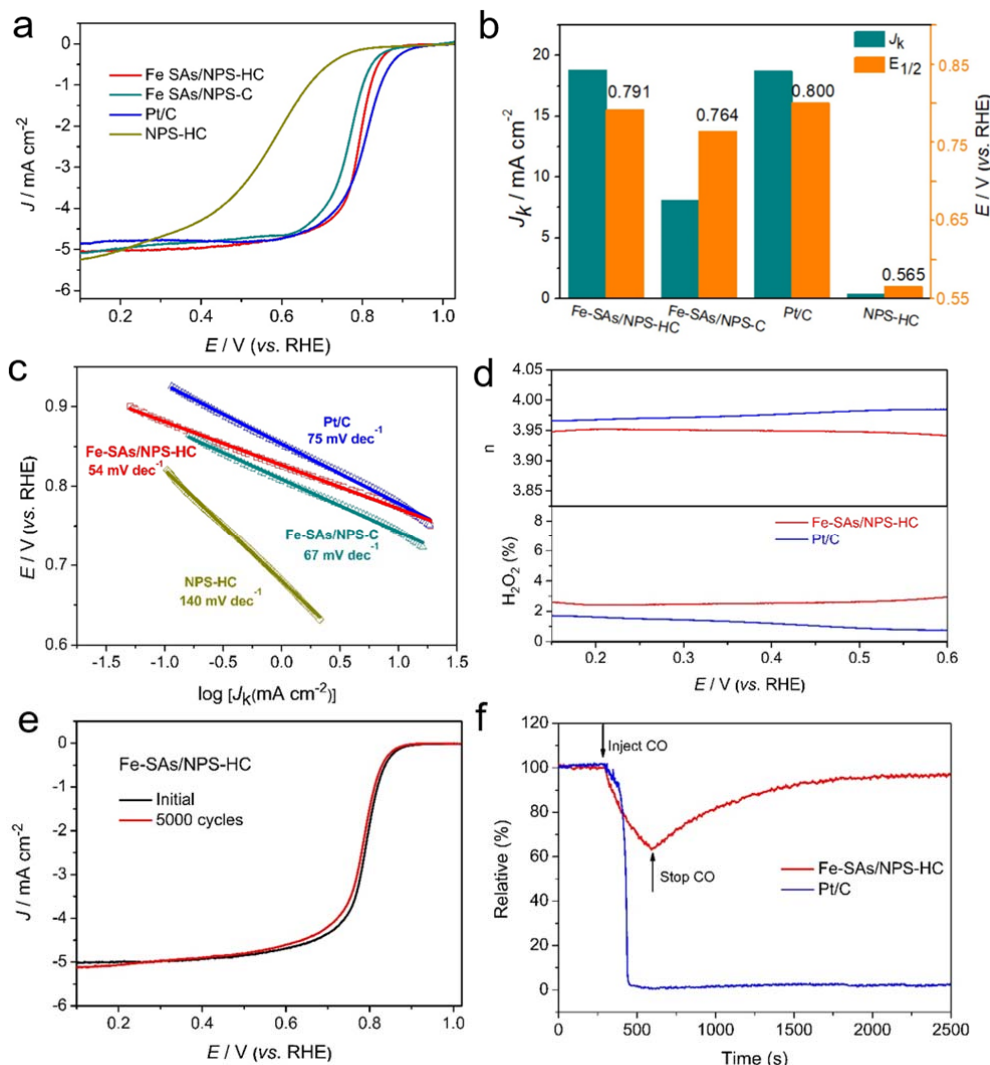 a
0
-1
-2
-3
-4
-5
-6
J / mA cm⁻²
Fe SAs/NPS-HC
Fe SAs/NPS-C
Pt/C
NPS-HC
0.2 0.4 0.6 0.8 1.0
E / V (vs. RHE)
b
20
15
10
5
0
Jk / mA cm⁻²
Jk
E1/2
0.791
0.764
0.800
0.565
0.85
0.75
0.65
0.55
E / V (vs. RHE)
Fe-SAs/NPS-HC
Fe-SAs/NPS-C
Pt/C
NPS-HC
c
0.9
0.8
0.7
0.6
E / V (vs. RHE)
Pt/C
75 mV dec⁻¹
Fe-SAs/NPS-HC
54 mV dec⁻¹
Fe-SAs/NPS-C
67 mV dec⁻¹
NPS-HC
140 mV dec⁻¹
-1.5 -1.0 -0.5 0.0 0.5 1.0 1.5
log [Jk(mA cm⁻²)]
d
4.05
4.00
3.95
3.90
3.85
n
8
6
4
2
0
H₂O₂ (%)
Fe-SAs/NPS-HC
Pt/C
0.2 0.3 0.4 0.5 0.6
E / V (vs. RHE)
e
0
-1
-2
-3
-4
-5
-6
J / mA cm⁻²
Fe-SAs/NPS-HC
Initial
5000 cycles
0.2 0.4 0.6 0.8 1.0
E / V (vs. RHE)
f
120
100
80
60
40
20
0
Relative (%)
Inject CO
Stop CO
Fe-SAs/NPS-HC
Pt/C
0 500 1000 1500 2000 2500
Time (s)